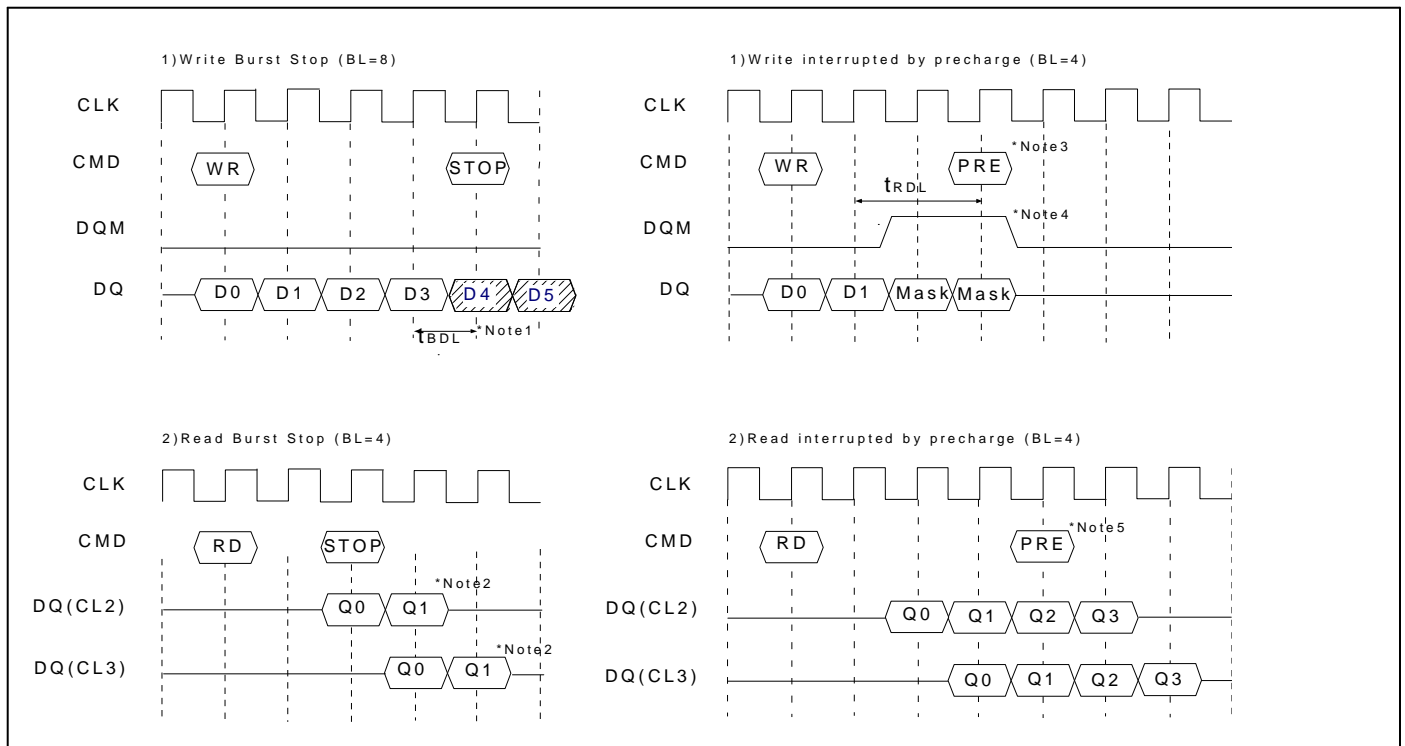 1)Write Burst Stop (BL=8)
CLK
CMD WR STOP
DQM
DQ D0 D1 D2 D3 D4 D5
tBDL *Note1
1)Write interrupted by precharge (BL=4)
CLK
CMD WR PRE *Note3
tRDL
DQM *Note4
DQ D0 D1 Mask Mask
2)Read Burst Stop (BL=4)
CLK
CMD RD STOP
*Note2
DQ(CL2) Q0 Q1
*Note2
DQ(CL3) Q0 Q1
2)Read interrupted by precharge (BL=4)
CLK
CMD RD PRE *Note5
DQ(CL2) Q0 Q1 Q2 Q3
DQ(CL3) Q0 Q1 Q2 Q3